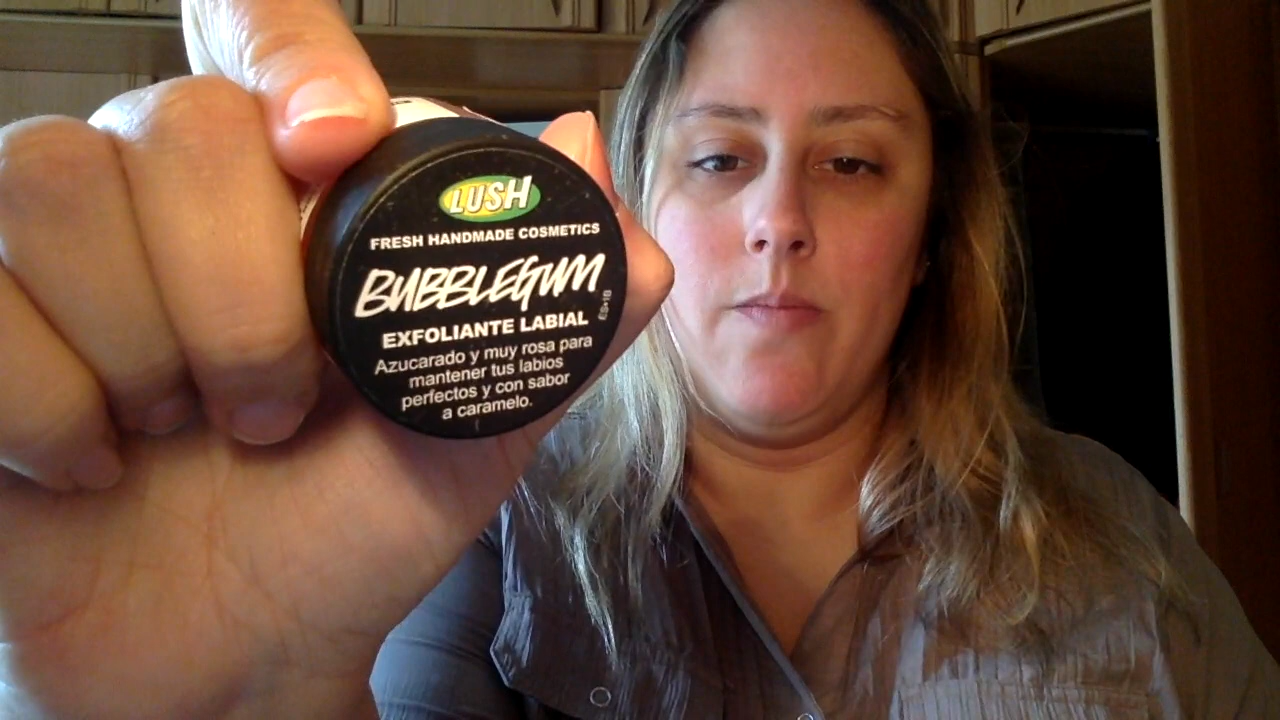 LUSH
FRESH HANDMADE COSMETICS
BUBBLEGUM
EXFOLIANTE LABIAL
Azucarado y muy rosa para
mantener tus labios
perfectos y con sabor
a caramelo.